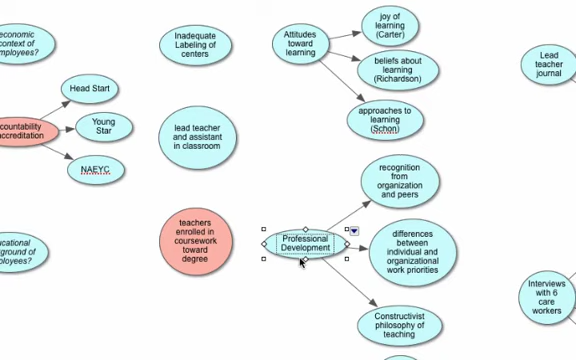 economic
context of
employees?
Inadequate
Labeling of
centers
Attitudes
toward
learning
joy of
learning
(Carter)
beliefs about
learning
(Richardson)
approaches to
learning
(Schon)
Lead
teacher
journal
Head Start
Young
Star
NAEYC
countability
accreditation
lead teacher
and assistant
in classroom
recognition
from
organization
and peers
teachers
enrolled in
coursework
toward
degree
Professional
Development
differences
between
individual and
organizational
work priorities
Constructivist
philosophy of
teaching
ucational
ground of
ployees?
Interviews
with 6
care
workers